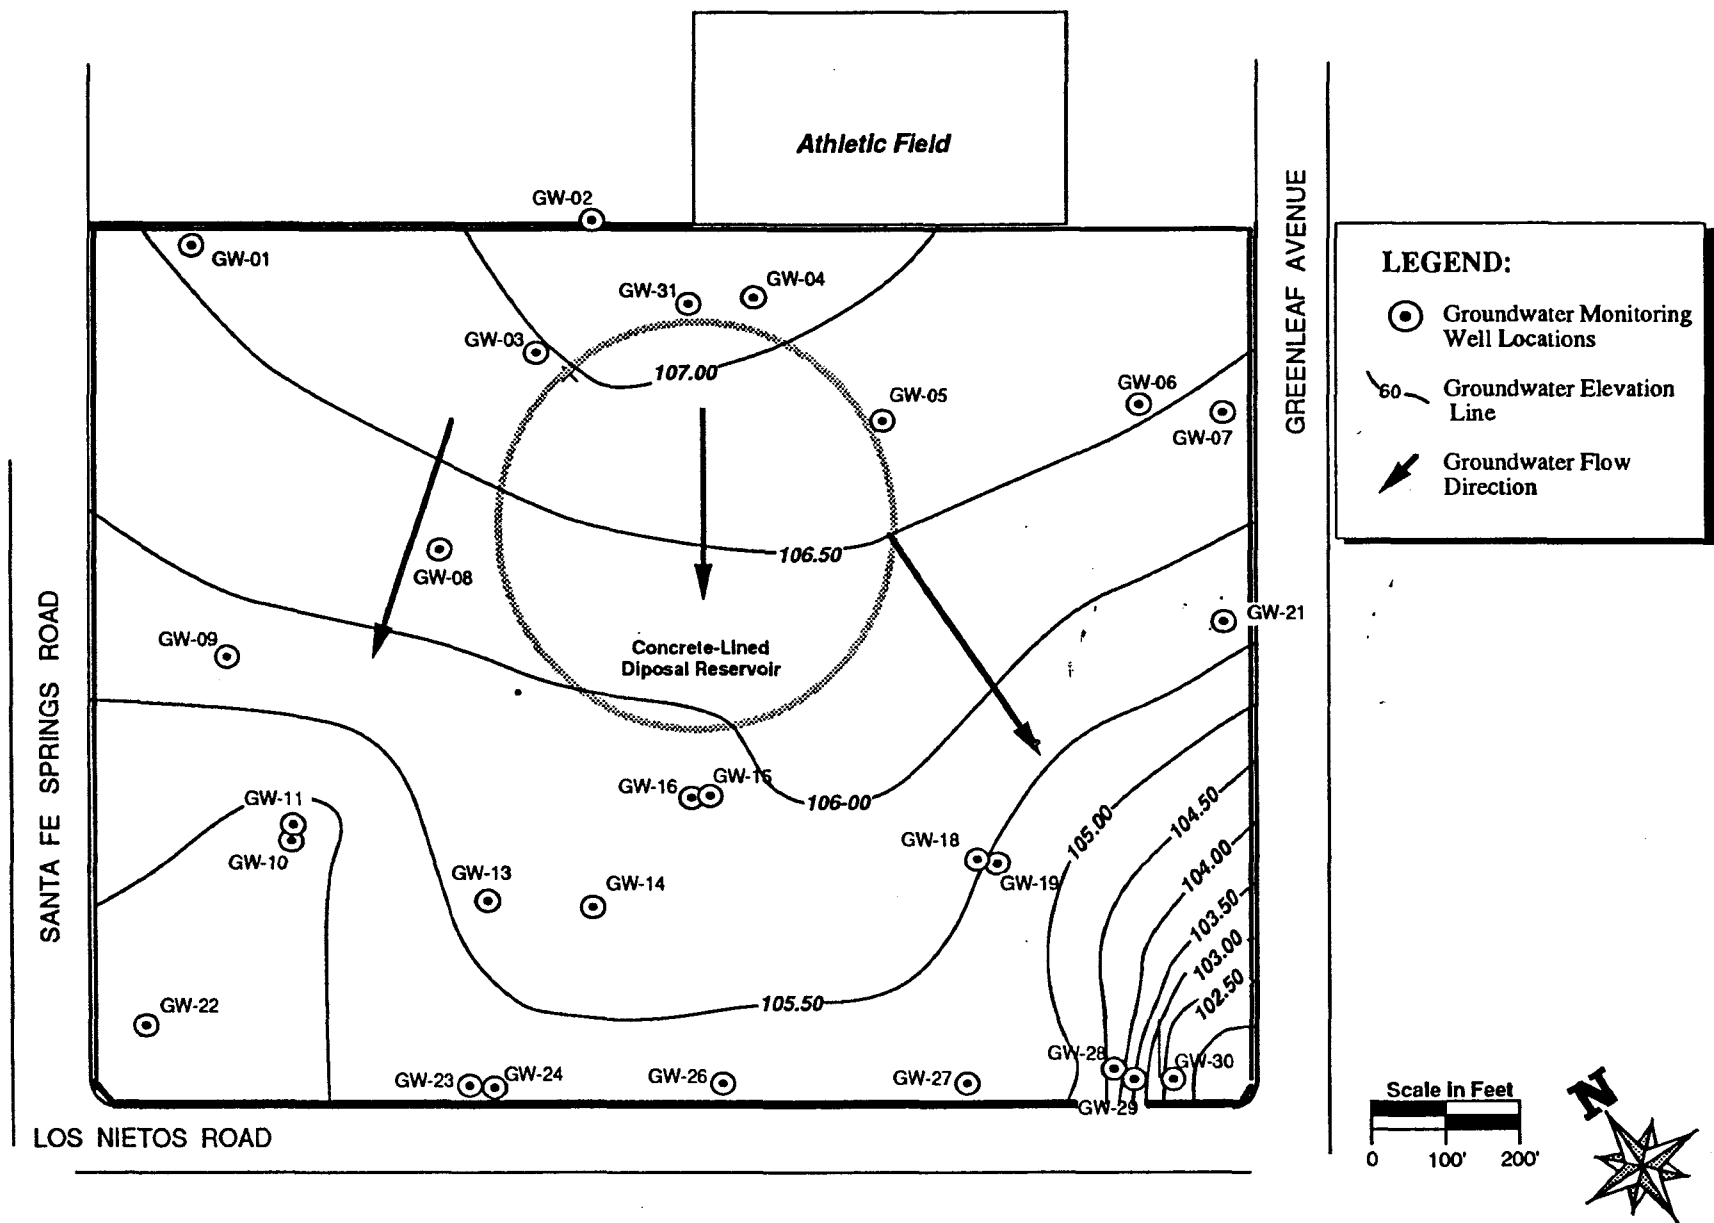 Athletic Field
GW-02
GW-01
GW-31
GW-04
GW-03
107.00
GW-05
GW-06
GW-07
GREENLEAF AVENUE
LEGEND:
Groundwater Monitoring
Well Locations
60
Groundwater Elevation
Line
Groundwater Flow
Direction
106.50
GW-08
GW-21
GW-09
Concrete-Lined
Diposal Reservoir
SANTA FE SPRINGS ROAD
GW-16
GW-15
106-00
GW-11
GW-10
105.00
104.50
104.00
103.50
103.00
102.50
GW-18
GW-19
GW-13
GW-14
105.50
GW-22
GW-23
GW-24
GW-26
GW-27
GW-28
GW-30
GW-29
LOS NIETOS ROAD
Scale in Feet
0 100' 200'
N